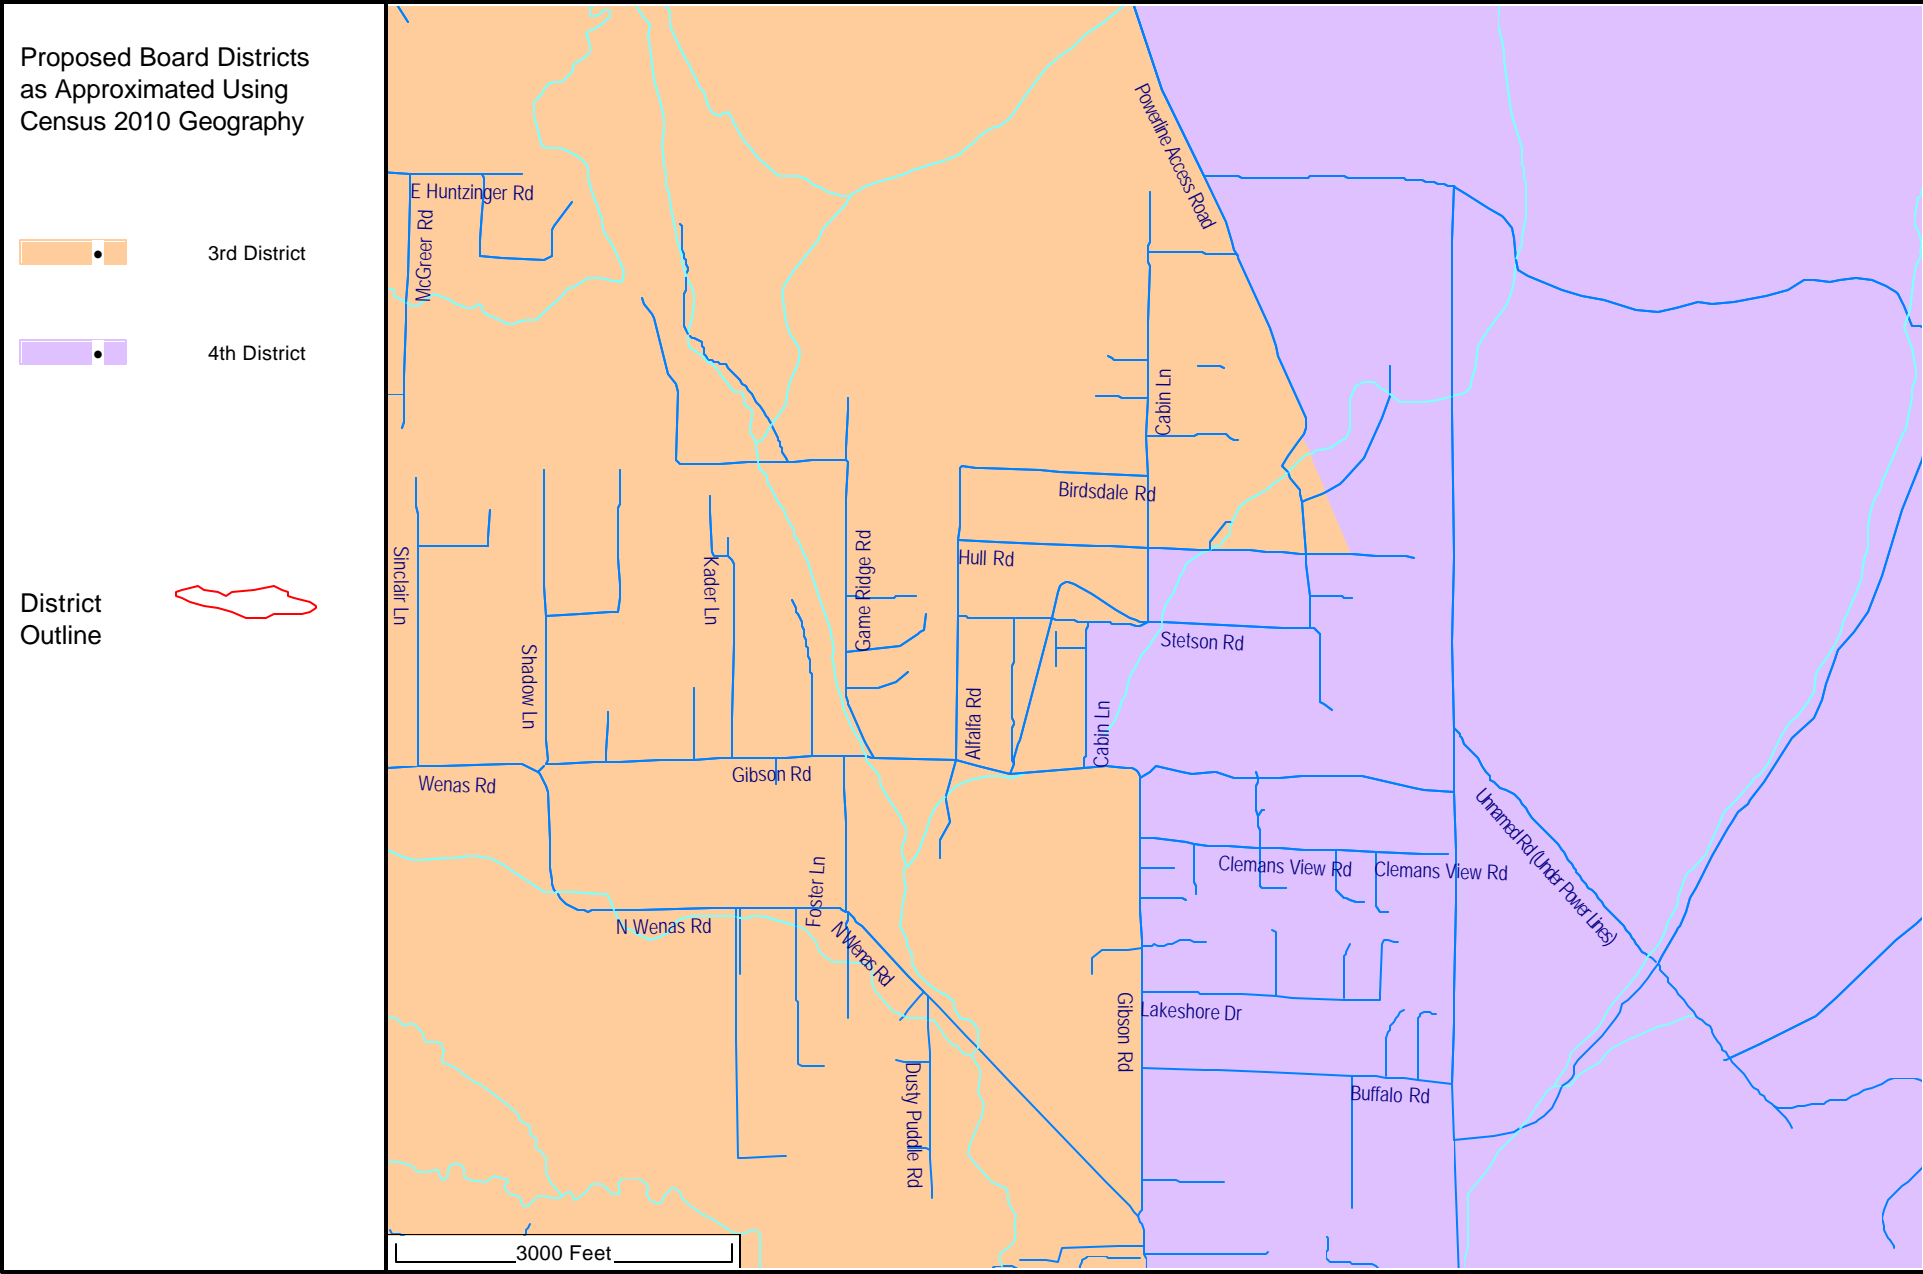 Proposed Board Districts
as Approximated Using
Census 2010 Geography
3rd District
4th District
District
Outline
Powerline Access Road
E Huntzinger Rd
McGreer Rd
Cabin Ln
Birdsdale Rd
Hull Rd
Sinclair Ln
Kader Ln
Game Ridge Rd
Shadow Ln
Stetson Rd
Alfalfa Rd
Cabin Ln
Wenas Rd
Gibson Rd
Unnamed Rd (Under Power Lines)
Clemans View Rd
Clemans View Rd
Foster Ln
N Wenas Rd
N Wenas Rd
Gibson Rd
Lakeshore Dr
Dusty Puddle Rd
Buffalo Rd
3000 Feet